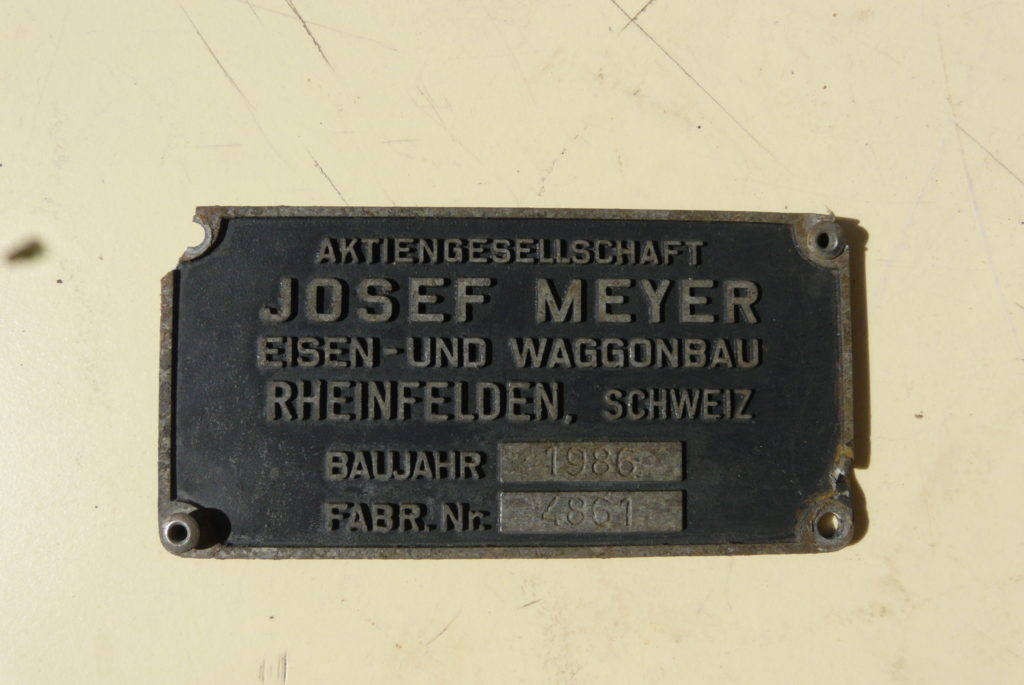 AKTIENGESELLSCHAFT
JOSEF MEYER
EISEN-UND WAGGONBAU
RHEINFELDEN, SCHWEIZ
BAUJAHR 1986
FABR. Nr. 4861